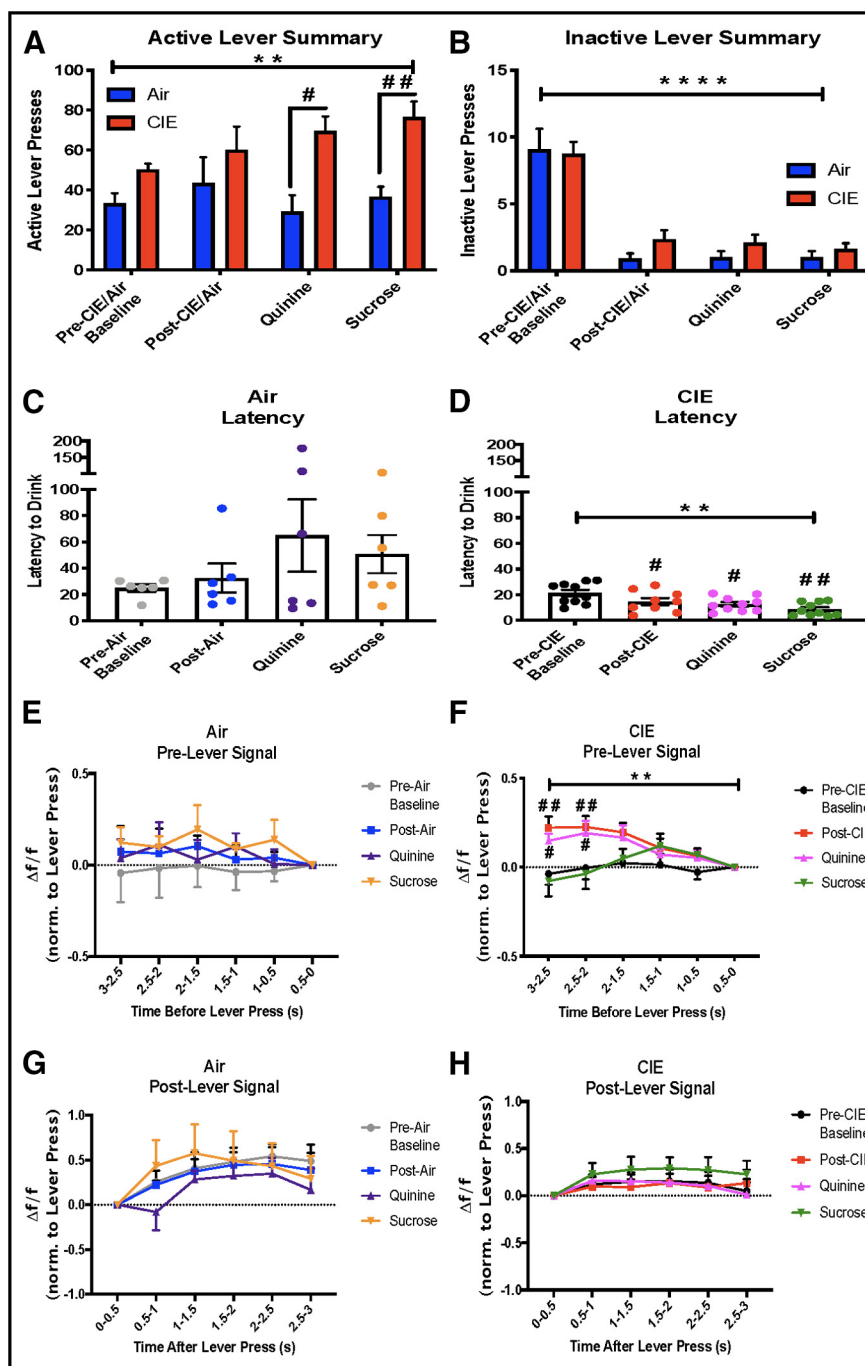 A
Active Lever Summary
* *
100
80
60
40
20
0
Active Lever Presses
Air
CIE
#
##
Pre-CIE/Air
Baseline
Post-CIE/Air
Quinine
Sucrose
B
Inactive Lever Summary
* * * *
15
10
5
0
Inactive Lever Presses
Air
CIE
Pre-CIE/Air
Baseline
Post-CIE/Air
Quinine
Sucrose
C
Air
Latency
200
150
100
80
60
40
20
0
Latency to Drink
Pre-Air
Baseline
Post-Air
Quinine
Sucrose
D
CIE
Latency
200
150
100
80
60
40
20
0
Latency to Drink
* *
#
#
##
Pre-CIE
Baseline
Post-CIE
Quinine
Sucrose
E
Air
Pre-Lever Signal
0.5
0.0
-0.5
Δf/f
(norm. to Lever Press)
Pre-Air
Baseline
Post-Air
Quinine
Sucrose
3-2.5
2.5-2
2-1.5
1.5-1
1-0.5
0.5-0
Time Before Lever Press (s)
F
CIE
Pre-Lever Signal
* *
0.5
0.0
-0.5
Δf/f
(norm. to Lever Press)
##
##
#
#
Pre-CIE
Baseline
Post-CI
Quinine
Sucrose
3-2.5
2.5-2
2-1.5
1.5-1
1-0.5
0.5-0
Time Before Lever Press (s)
G
Air
Post-Lever Signal
1.0
0.5
0.0
-0.5
-1.0
Δf/f
(norm. to Lever Press)
Pre-Air
Baseline
Post-Air
Quinine
Sucrose
0-0.5
0.5-1
1-1.5
1.5-2
2-2.5
2.5-3
Time After Lever Press (s)
H
CIE
Post-Lever Signal
1.0
0.5
0.0
-0.5
-1.0
Δf/f
(norm. to Lever Press)
Pre-CIE
Baseline
Post-CIE
Quinine
Sucrose
0-0.5
0.5-1
1-1.5
1.5-2
2-2.5
2.5-3
Time After Lever Press (s)